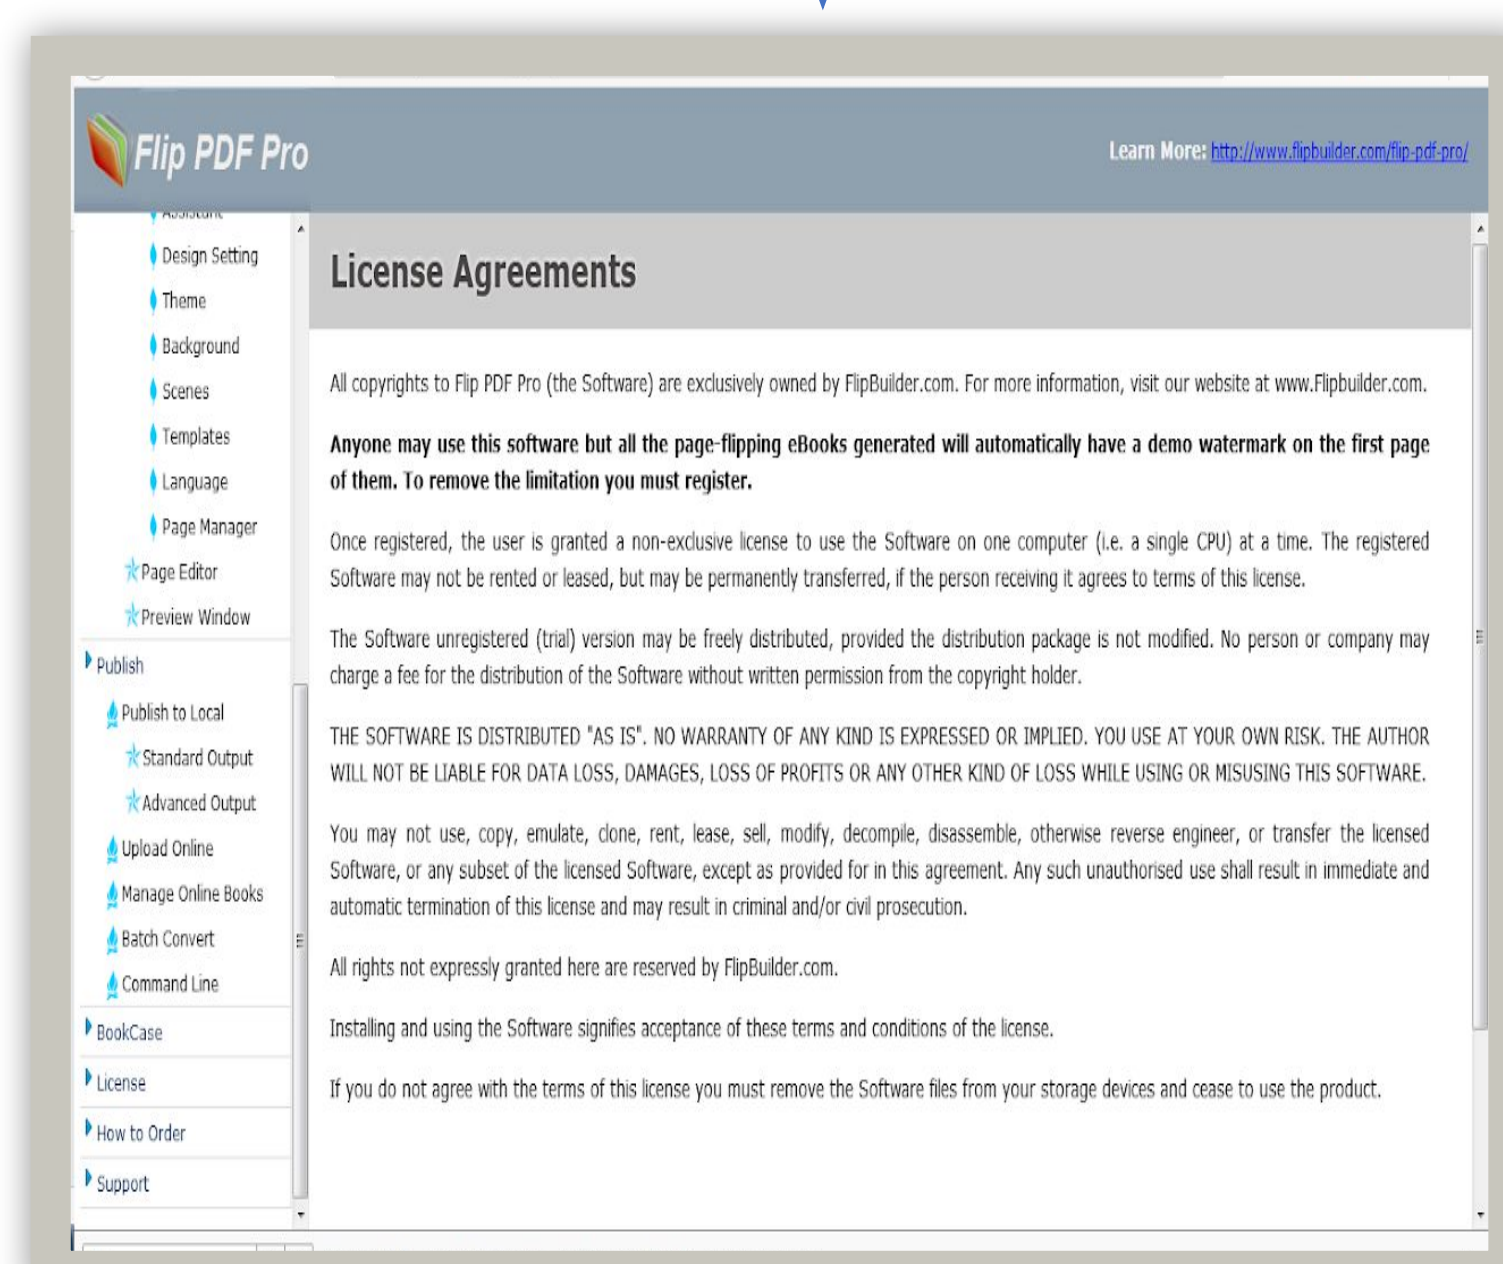 Flip PDF Pro
Learn More: http://www.flipbuilder.com/flip-pdf-pro/
Assistant
Design Setting
Theme
Background
Scenes
Templates
Language
Page Manager
Page Editor
Preview Window
Publish
Publish to Local
Standard Output
Advanced Output
Upload Online
Manage Online Books
Batch Convert
Command Line
BookCase
License
How to Order
Support
License Agreements
All copyrights to Flip PDF Pro (the Software) are exclusively owned by FlipBuilder.com. For more information, visit our website at www.Flipbuilder.com.
Anyone may use this software but all the page-flipping eBooks generated will automatically have a demo watermark on the first page
of them. To remove the limitation you must register.
Once registered, the user is granted a non-exclusive license to use the Software on one computer (i.e. a single CPU) at a time. The registered
Software may not be rented or leased, but may be permanently transferred, if the person receiving it agrees to terms of this license.
The Software unregistered (trial) version may be freely distributed, provided the distribution package is not modified. No person or company may
charge a fee for the distribution of the Software without written permission from the copyright holder.
THE SOFTWARE IS DISTRIBUTED "AS IS". NO WARRANTY OF ANY KIND IS EXPRESSED OR IMPLIED. YOU USE AT YOUR OWN RISK. THE AUTHOR
WILL NOT BE LIABLE FOR DATA LOSS, DAMAGES, LOSS OF PROFITS OR ANY OTHER KIND OF LOSS WHILE USING OR MISUSING THIS SOFTWARE.
You may not use, copy, emulate, clone, rent, lease, sell, modify, decompile, disassemble, otherwise reverse engineer, or transfer the licensed
Software, or any subset of the licensed Software, except as provided for in this agreement. Any such unauthorised use shall result in immediate and
automatic termination of this license and may result in criminal and/or civil prosecution.
All rights not expressly granted here are reserved by FlipBuilder.com.
Installing and using the Software signifies acceptance of these terms and conditions of the license.
If you do not agree with the terms of this license you must remove the Software files from your storage devices and cease to use the product.